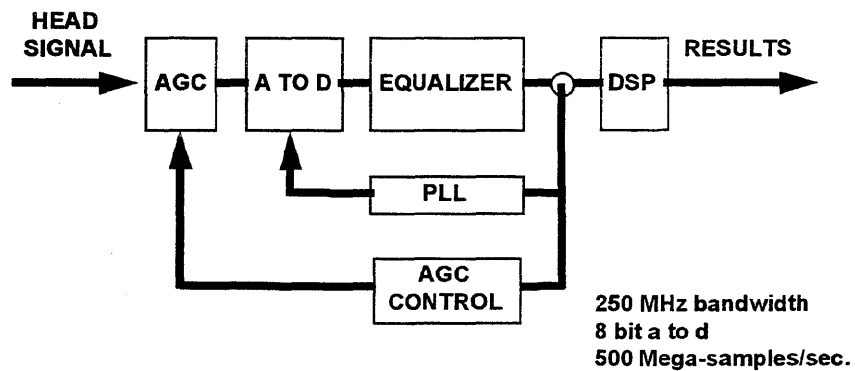 HEAD
SIGNAL
AGC
A TO D
EQUALIZER
DSP
RESULTS
PLL
AGC
CONTROL
250 MHz bandwidth
8 bit a to d
500 Mega-samples/sec.